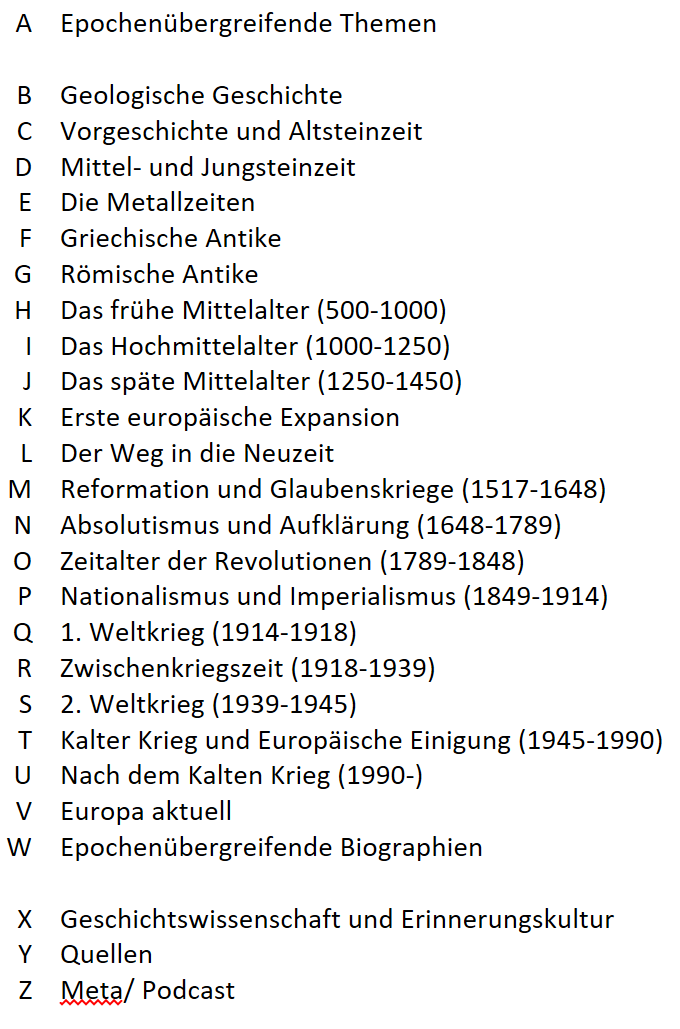 A Epochenübergreifende Themen
B Geologische Geschichte
C Vorgeschichte und Altsteinzeit
D Mittel- und Jungsteinzeit
E Die Metallzeiten
F Griechische Antike
G Römische Antike
H Das frühe Mittelalter (500-1000)
I Das Hochmittelalter (1000-1250)
J Das späte Mittelalter (1250-1450)
K Erste europäische Expansion
L Der Weg in die Neuzeit
M Reformation und Glaubenskriege (1517-1648)
N Absolutismus und Aufklärung (1648-1789)
O Zeitalter der Revolutionen (1789-1848)
P Nationalismus und Imperialismus (1849-1914)
Q 1. Weltkrieg (1914-1918)
R Zwischenkriegszeit (1918-1939)
S 2. Weltkrieg (1939-1945)
T Kalter Krieg und Europäische Einigung (1945-1990)
U Nach dem Kalten Krieg (1990-)
V Europa aktuell
W Epochenübergreifende Biographien
X Geschichtswissenschaft und Erinnerungskultur
Y Quellen
Z Meta/ Podcast